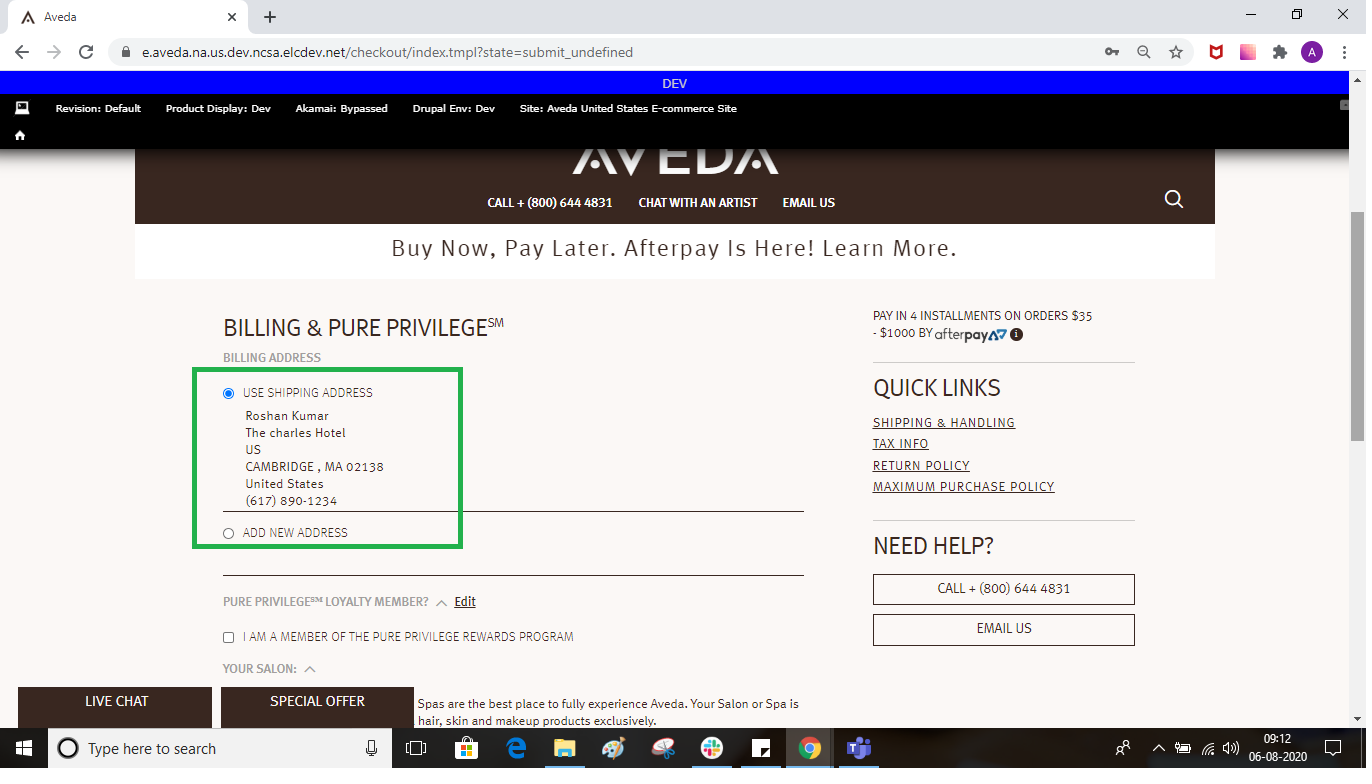 Aveda
e.aveda.na.us.dev.ncsa.elcdev.net/checkout/index.tmpl?state=submit_undefined
A
DEV
Revision: Default Product Display: Dev Akamai: Bypassed Drupal Env: Dev Site: Aveda United States E-commerce Site
AVEDA
CALL + (800) 644 4831 CHAT WITH AN ARTIST EMAIL US
Buy Now, Pay Later. Afterpay Is Here! Learn More.
BILLING & PURE PRIVILEGE℠
BILLING ADDRESS
USE SHIPPING ADDRESS
Roshan Kumar
The charles Hotel
US
CAMBRIDGE , MA 02138
United States
(617) 890-1234
ADD NEW ADDRESS
PURE PRIVILEGE℠ LOYALTY MEMBER? Edit
I AM A MEMBER OF THE PURE PRIVILEGE REWARDS PROGRAM
YOUR SALON:
Spas are the best place to fully experience Aveda. Your Salon or Spa is
hair, skin and makeup products exclusively.
PAY IN 4 INSTALLMENTS ON ORDERS $35
- $1000 BY afterpay
QUICK LINKS
SHIPPING & HANDLING
TAX INFO
RETURN POLICY
MAXIMUM PURCHASE POLICY
NEED HELP?
CALL + (800) 644 4831
EMAIL US
LIVE CHAT SPECIAL OFFER
Type here to search
09:12
06-08-2020